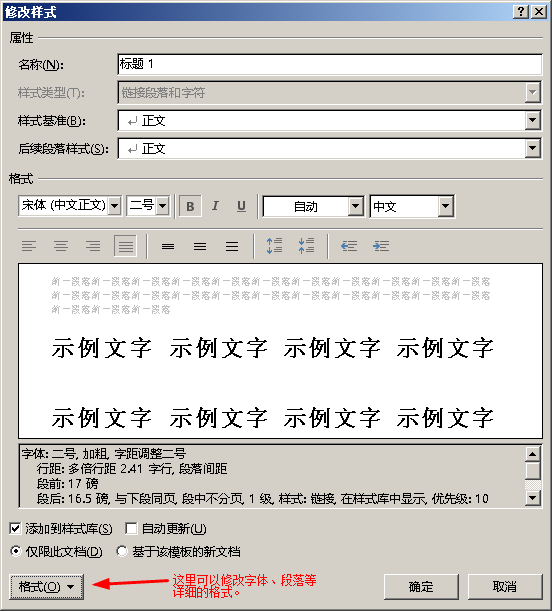 修改样式
属性
名称(N): 标题 1
样式类型(T): 链接段落和字符
样式基准(B): ↵ 正文
后续段落样式(S): ↵ 正文
格式
宋体 (中文正文) 二号 B I U 自动 中文
前一段落前一段落前一段落前一段落前一段落前一段落前一段落前一段落前一段落前一段落前一段落
前一段落前一段落前一段落前一段落前一段落前一段落前一段落前一段落前一段落前一段落前一段落
前一段落前一段落前一段落
示例文字 示例文字 示例文字 示例文字
示例文字 示例文字 示例文字 示例文字
字体: 二号, 加粗, 字距调整二号
行距: 多倍行距 2.41 字行, 段落间距
段前: 17 磅
段后: 16.5 磅, 与下段同页, 段中不分页, 1 级, 样式: 链接, 在样式库中显示, 优先级: 10
添加到样式库(S) 自动更新(U)
仅限此文档(D) 基于该模板的新文档
格式(O) 这里可以修改字体、段落等
详细的格式。
确定 取消